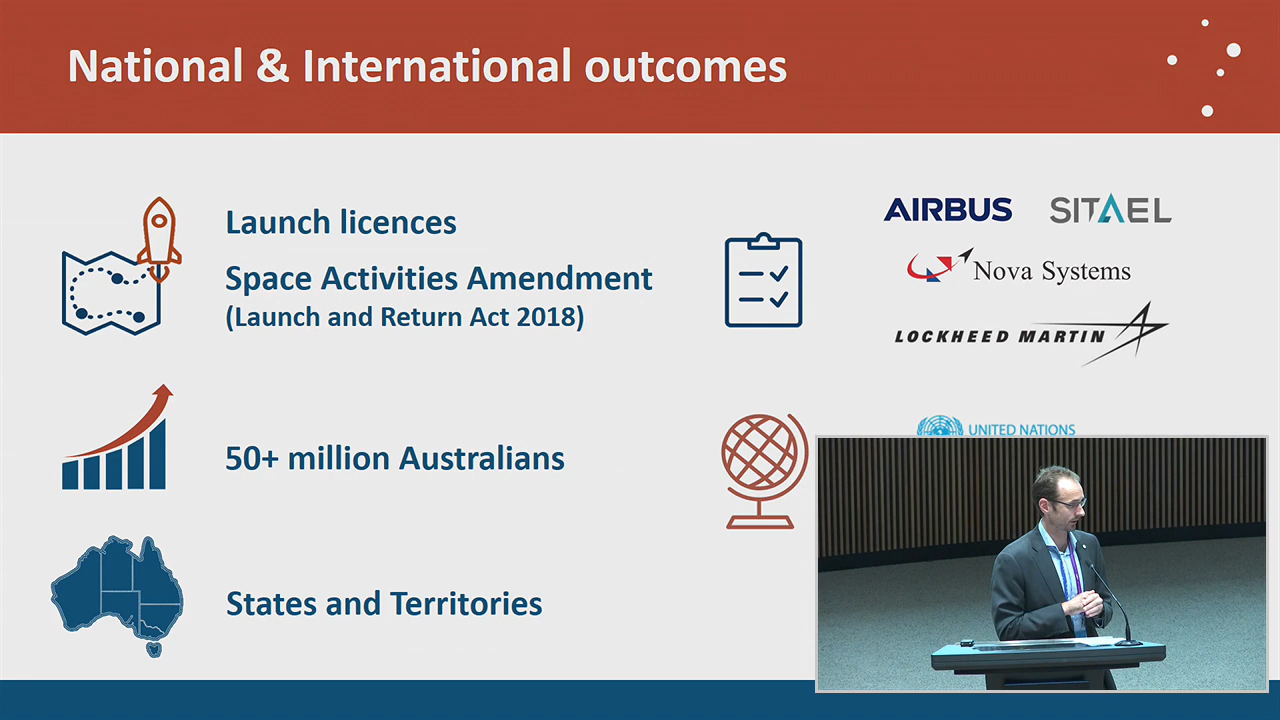 National & International outcomes
Launch licences
Space Activities Amendment
(Launch and Return Act 2018)
50+ million Australians
States and Territories
AIRBUS SITAEL
Nova Systems
LOCKHEED MARTIN
UNITED NATIONS